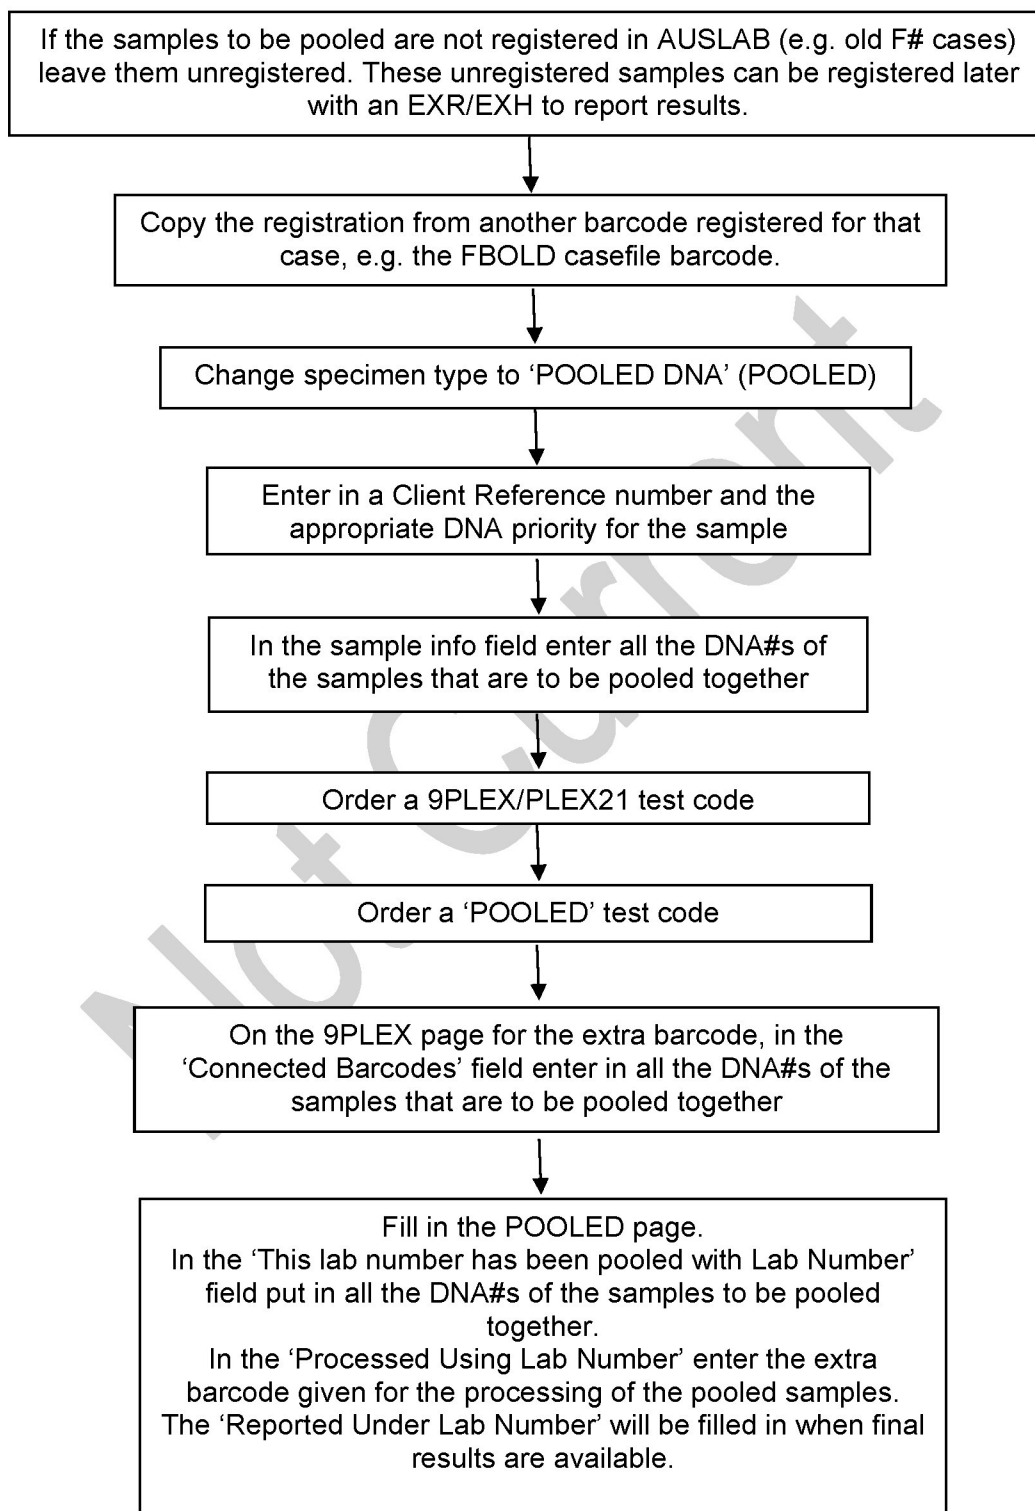 If the samples to be pooled are not registered in AUSLAB (e.g. old F# cases)
leave them unregistered. These unregistered samples can be registered later
with an EXR/EXH to report results.
Copy the registration from another barcode registered for that
case, e.g. the FBOLD casefile barcode.
Change specimen type to ‘POOLED DNA’ (POOLED)
Enter in a Client Reference number and the
appropriate DNA priority for the sample
In the sample info field enter all the DNA#s of
the samples that are to be pooled together
Order a 9PLEX/PLEX21 test code
Order a ‘POOLED’ test code
On the 9PLEX page for the extra barcode, in the
‘Connected Barcodes’ field enter in all the DNA#s of the
samples that are to be pooled together
Fill in the POOLED page.
In the ‘This lab number has been pooled with Lab Number’
field put in all the DNA#s of the samples to be pooled
together.
In the ‘Processed Using Lab Number’ enter the extra
barcode given for the processing of the pooled samples.
The ‘Reported Under Lab Number’ will be filled in when final
results are available.
Not Current